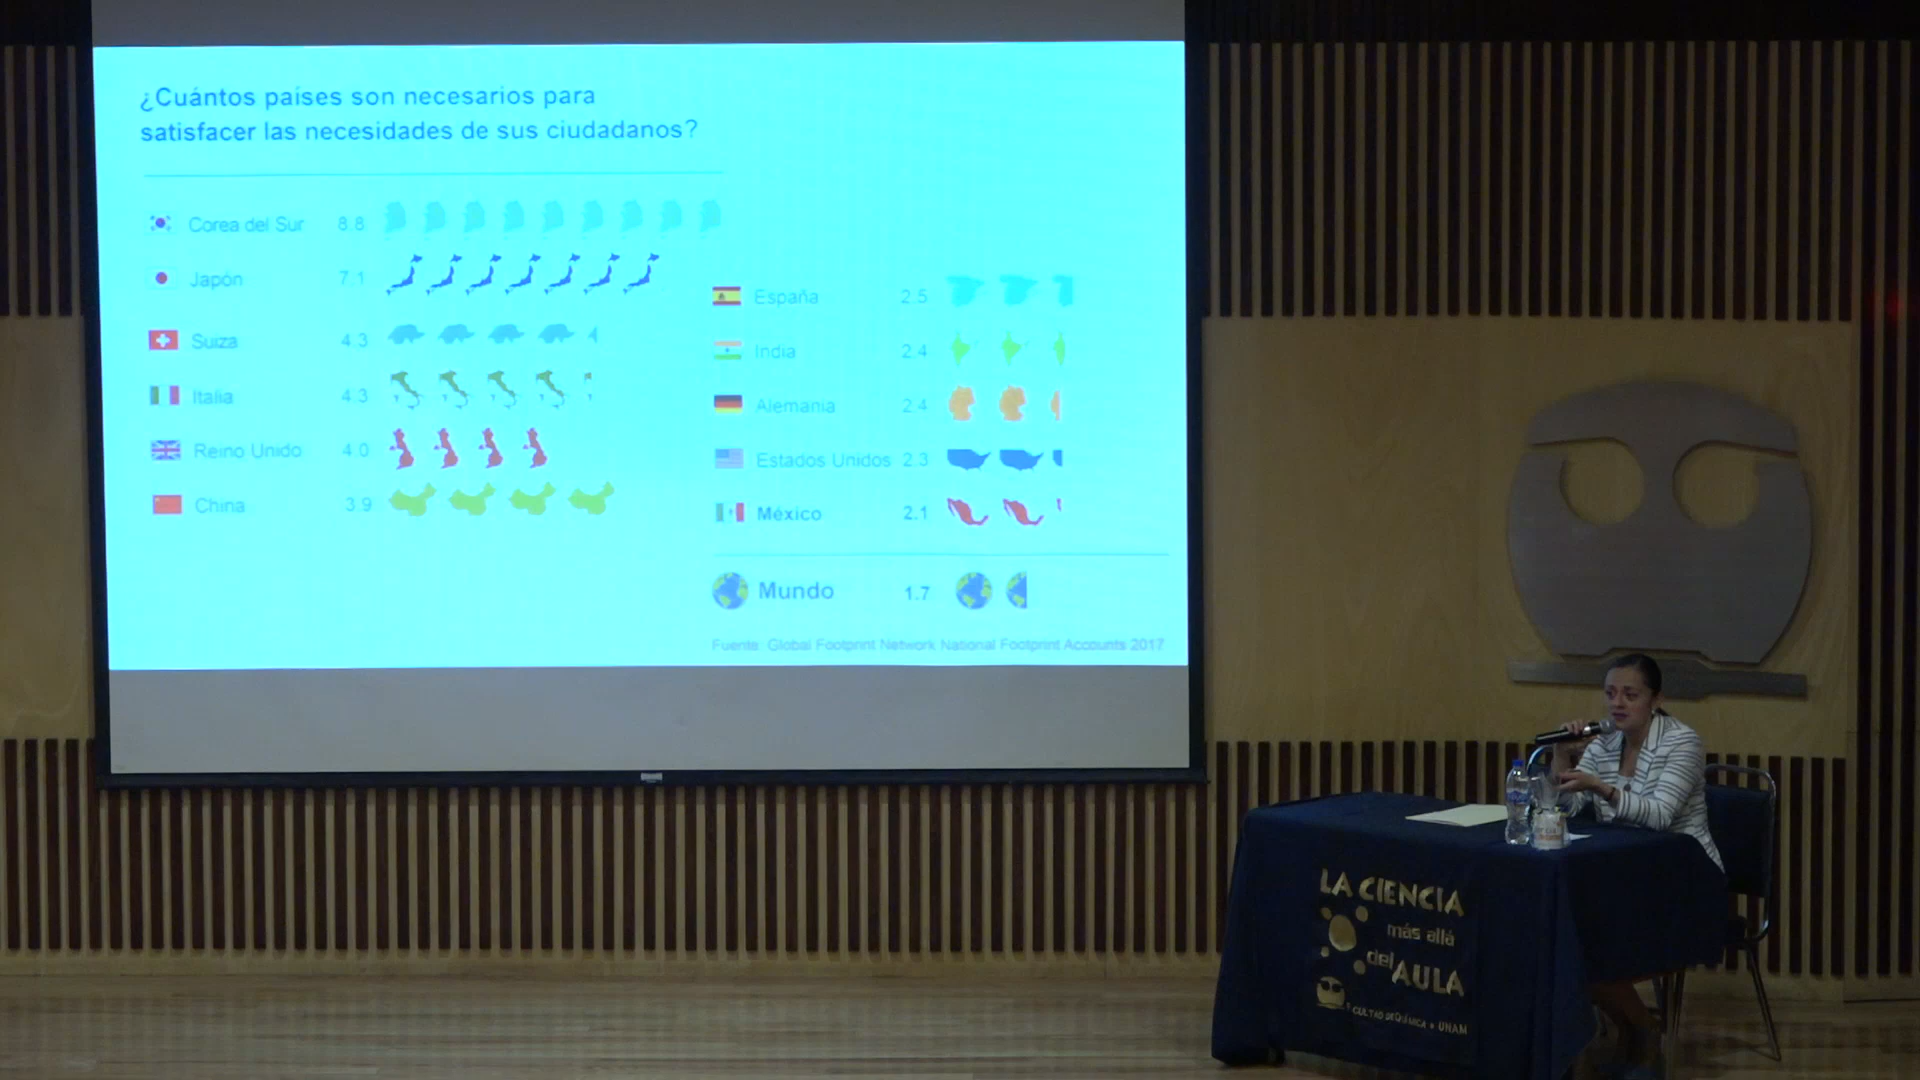 ¿Cuántos países son necesarios para
satisfacer las necesidades de sus ciudadanos?
Corea del Sur 8.8
Japón 7.1
Suiza 4.3
Italia 4.3
Reino Unido 4.0
China 3.9
España 2.5
India 2.4
Alemania 2.4
Estados Unidos 2.3
México 2.1
Mundo 1.7
Fuente: Global Footprint Network National Footprint Accounts 2017
LA CIENCIA
más allá
del AULA
FACULTAD DE QUÍMICA • UNAM